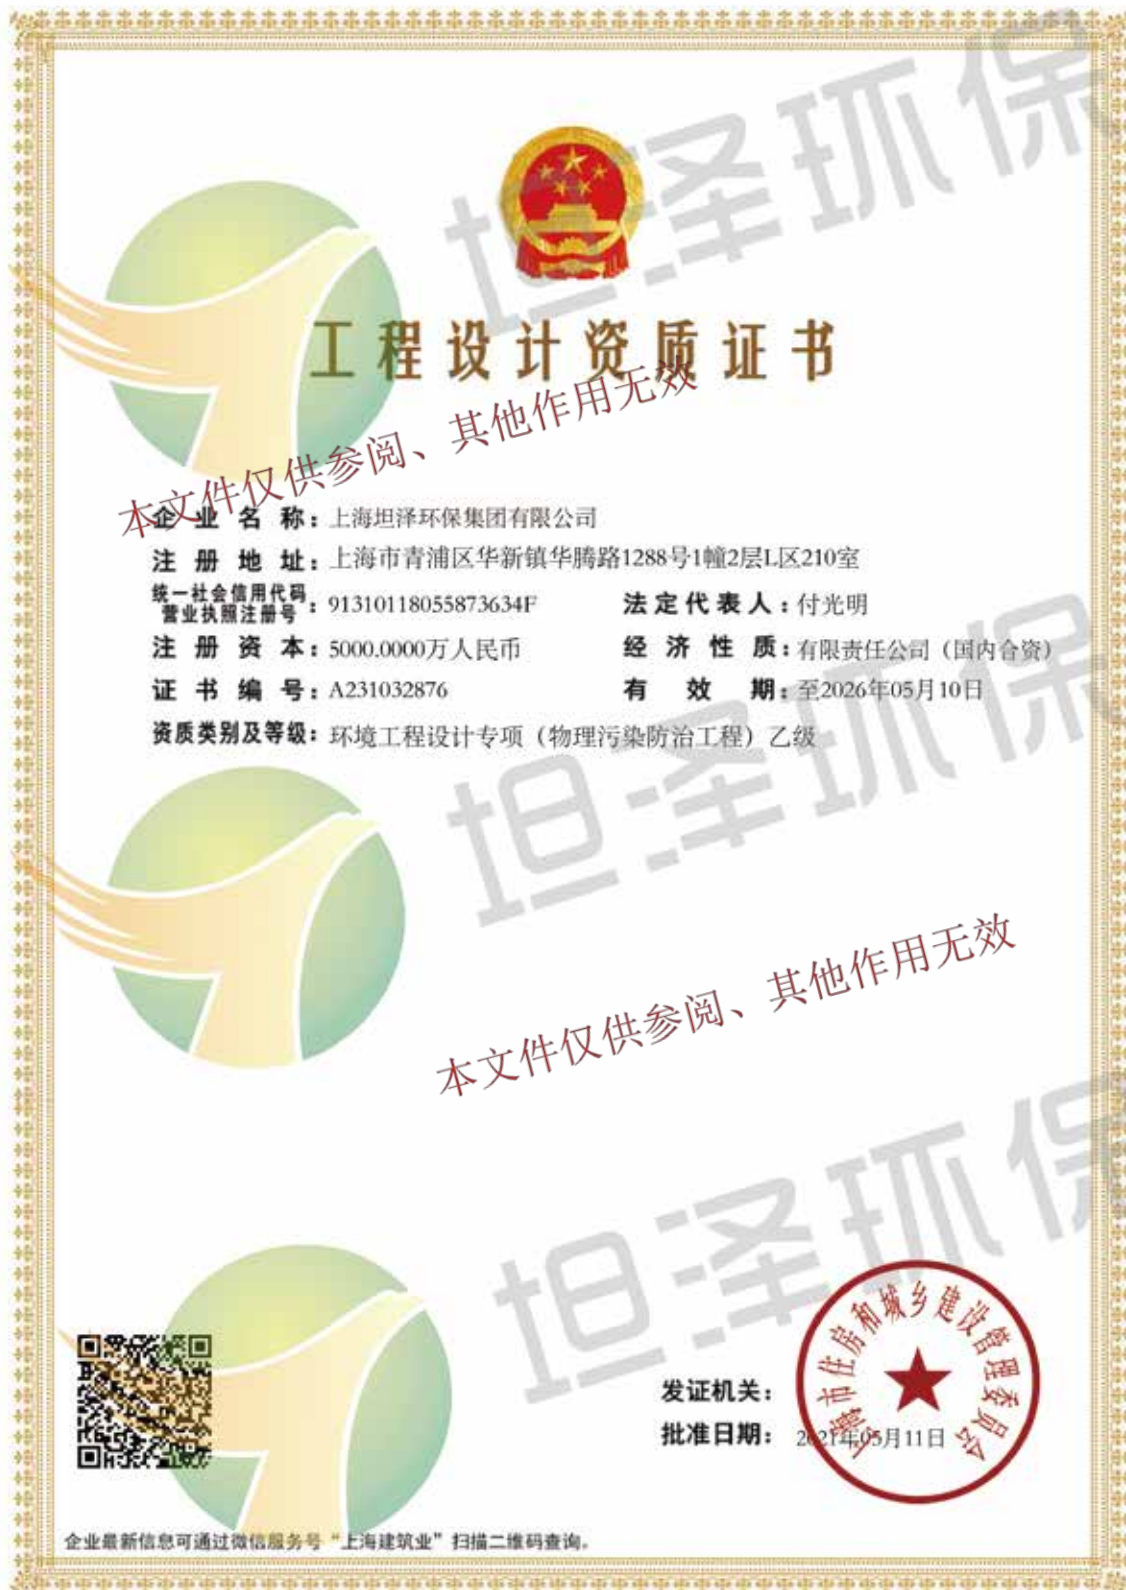 坦泽环保
工程设计资质证书
本文件仅供参阅、其他作用无效
企业名称：上海坦泽环保集团有限公司
注册地址：上海市青浦区华新镇华腾路1288号1幢2层L区210室
统一社会信用代码
营业执照注册号：91310118055873634F 法定代表人：付光明
注册资本：5000.0000万人民币 经济性质：有限责任公司（国内合资）
证书编号：A231032876 有效期：至2026年05月10日
资质类别及等级：环境工程设计专项（物理污染防治工程）乙级
坦泽环保
本文件仅供参阅、其他作用无效
坦泽环保
上海市住房和城乡建设管理委员会
发证机关：
批准日期：2021年05月11日
企业最新信息可通过微信服务号“上海建筑业”扫描二维码查询。